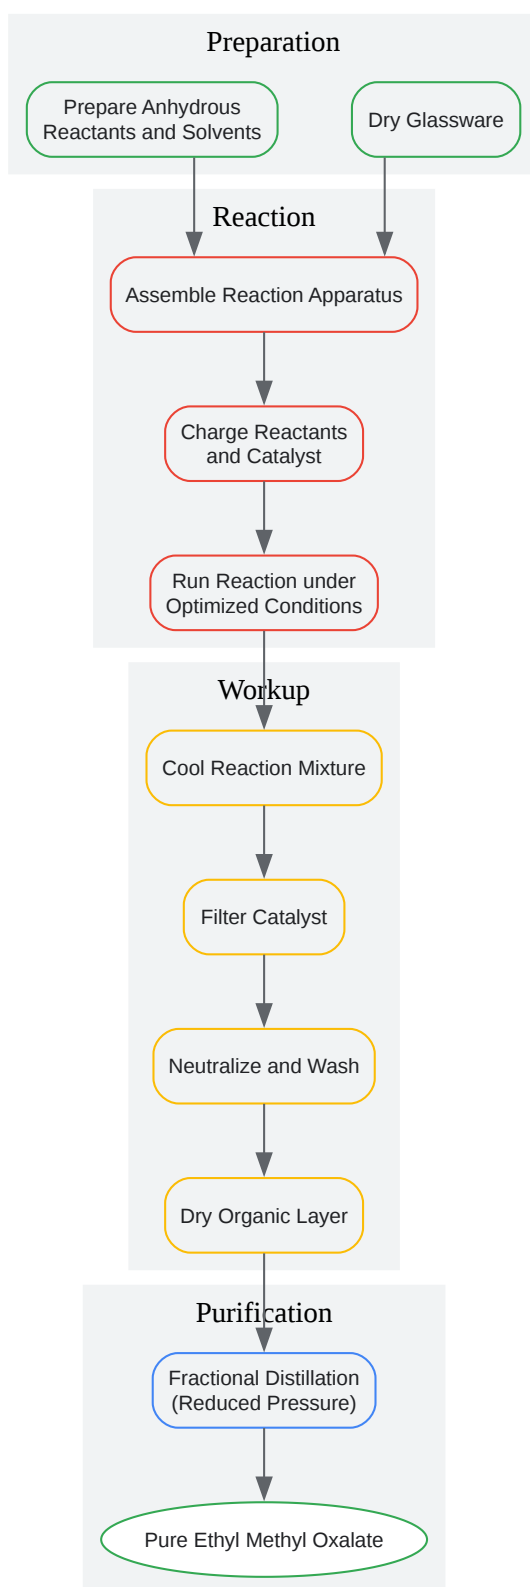 Preparation
Prepare Anhydrous
Reactants and Solvents
Dry Glassware
Reaction
Assemble Reaction Apparatus
Charge Reactants
and Catalyst
Run Reaction under
Optimized Conditions
Workup
Cool Reaction Mixture
Filter Catalyst
Neutralize and Wash
Dry Organic Layer
Purification
Fractional Distillation
(Reduced Pressure)
Pure Ethyl Methyl Oxalate